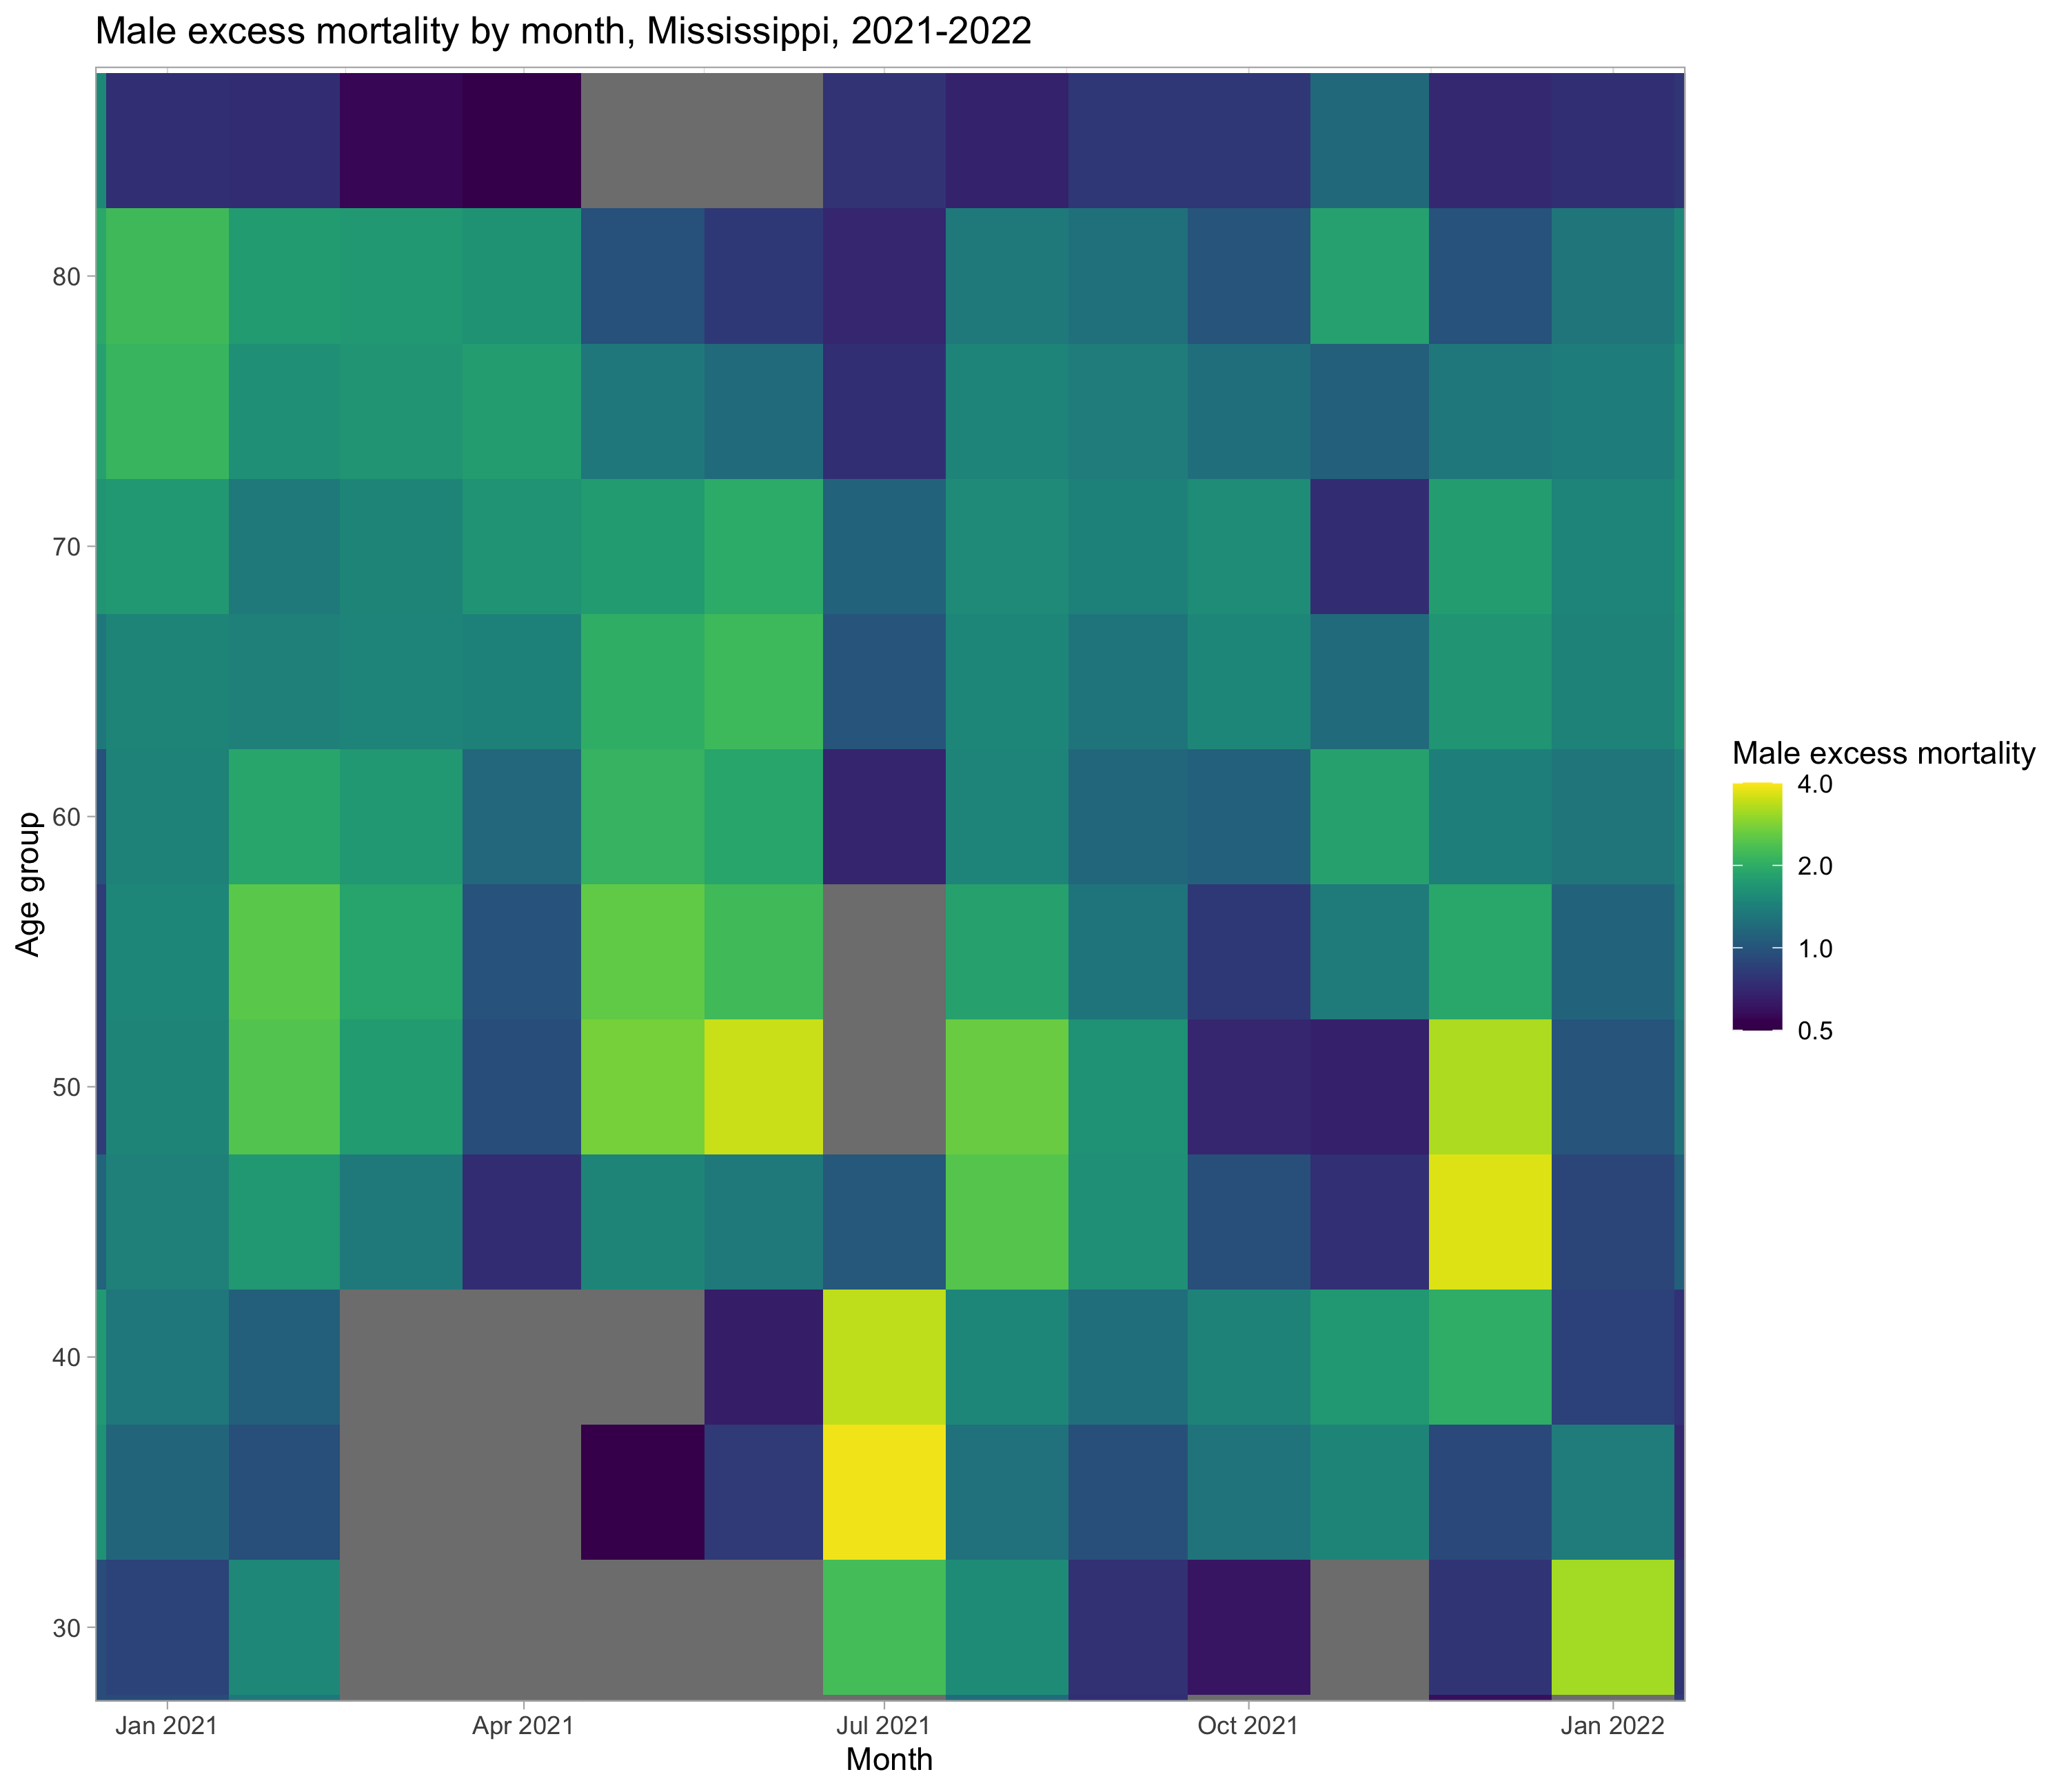 Male excess mortality by month, Mississippi, 2021-2022
80
70
60
50
40
30
Age group
Jan 2021
Apr 2021
Jul 2021
Oct 2021
Jan 2022
Month
Male excess mortality
4.0
2.0
1.0
0.5